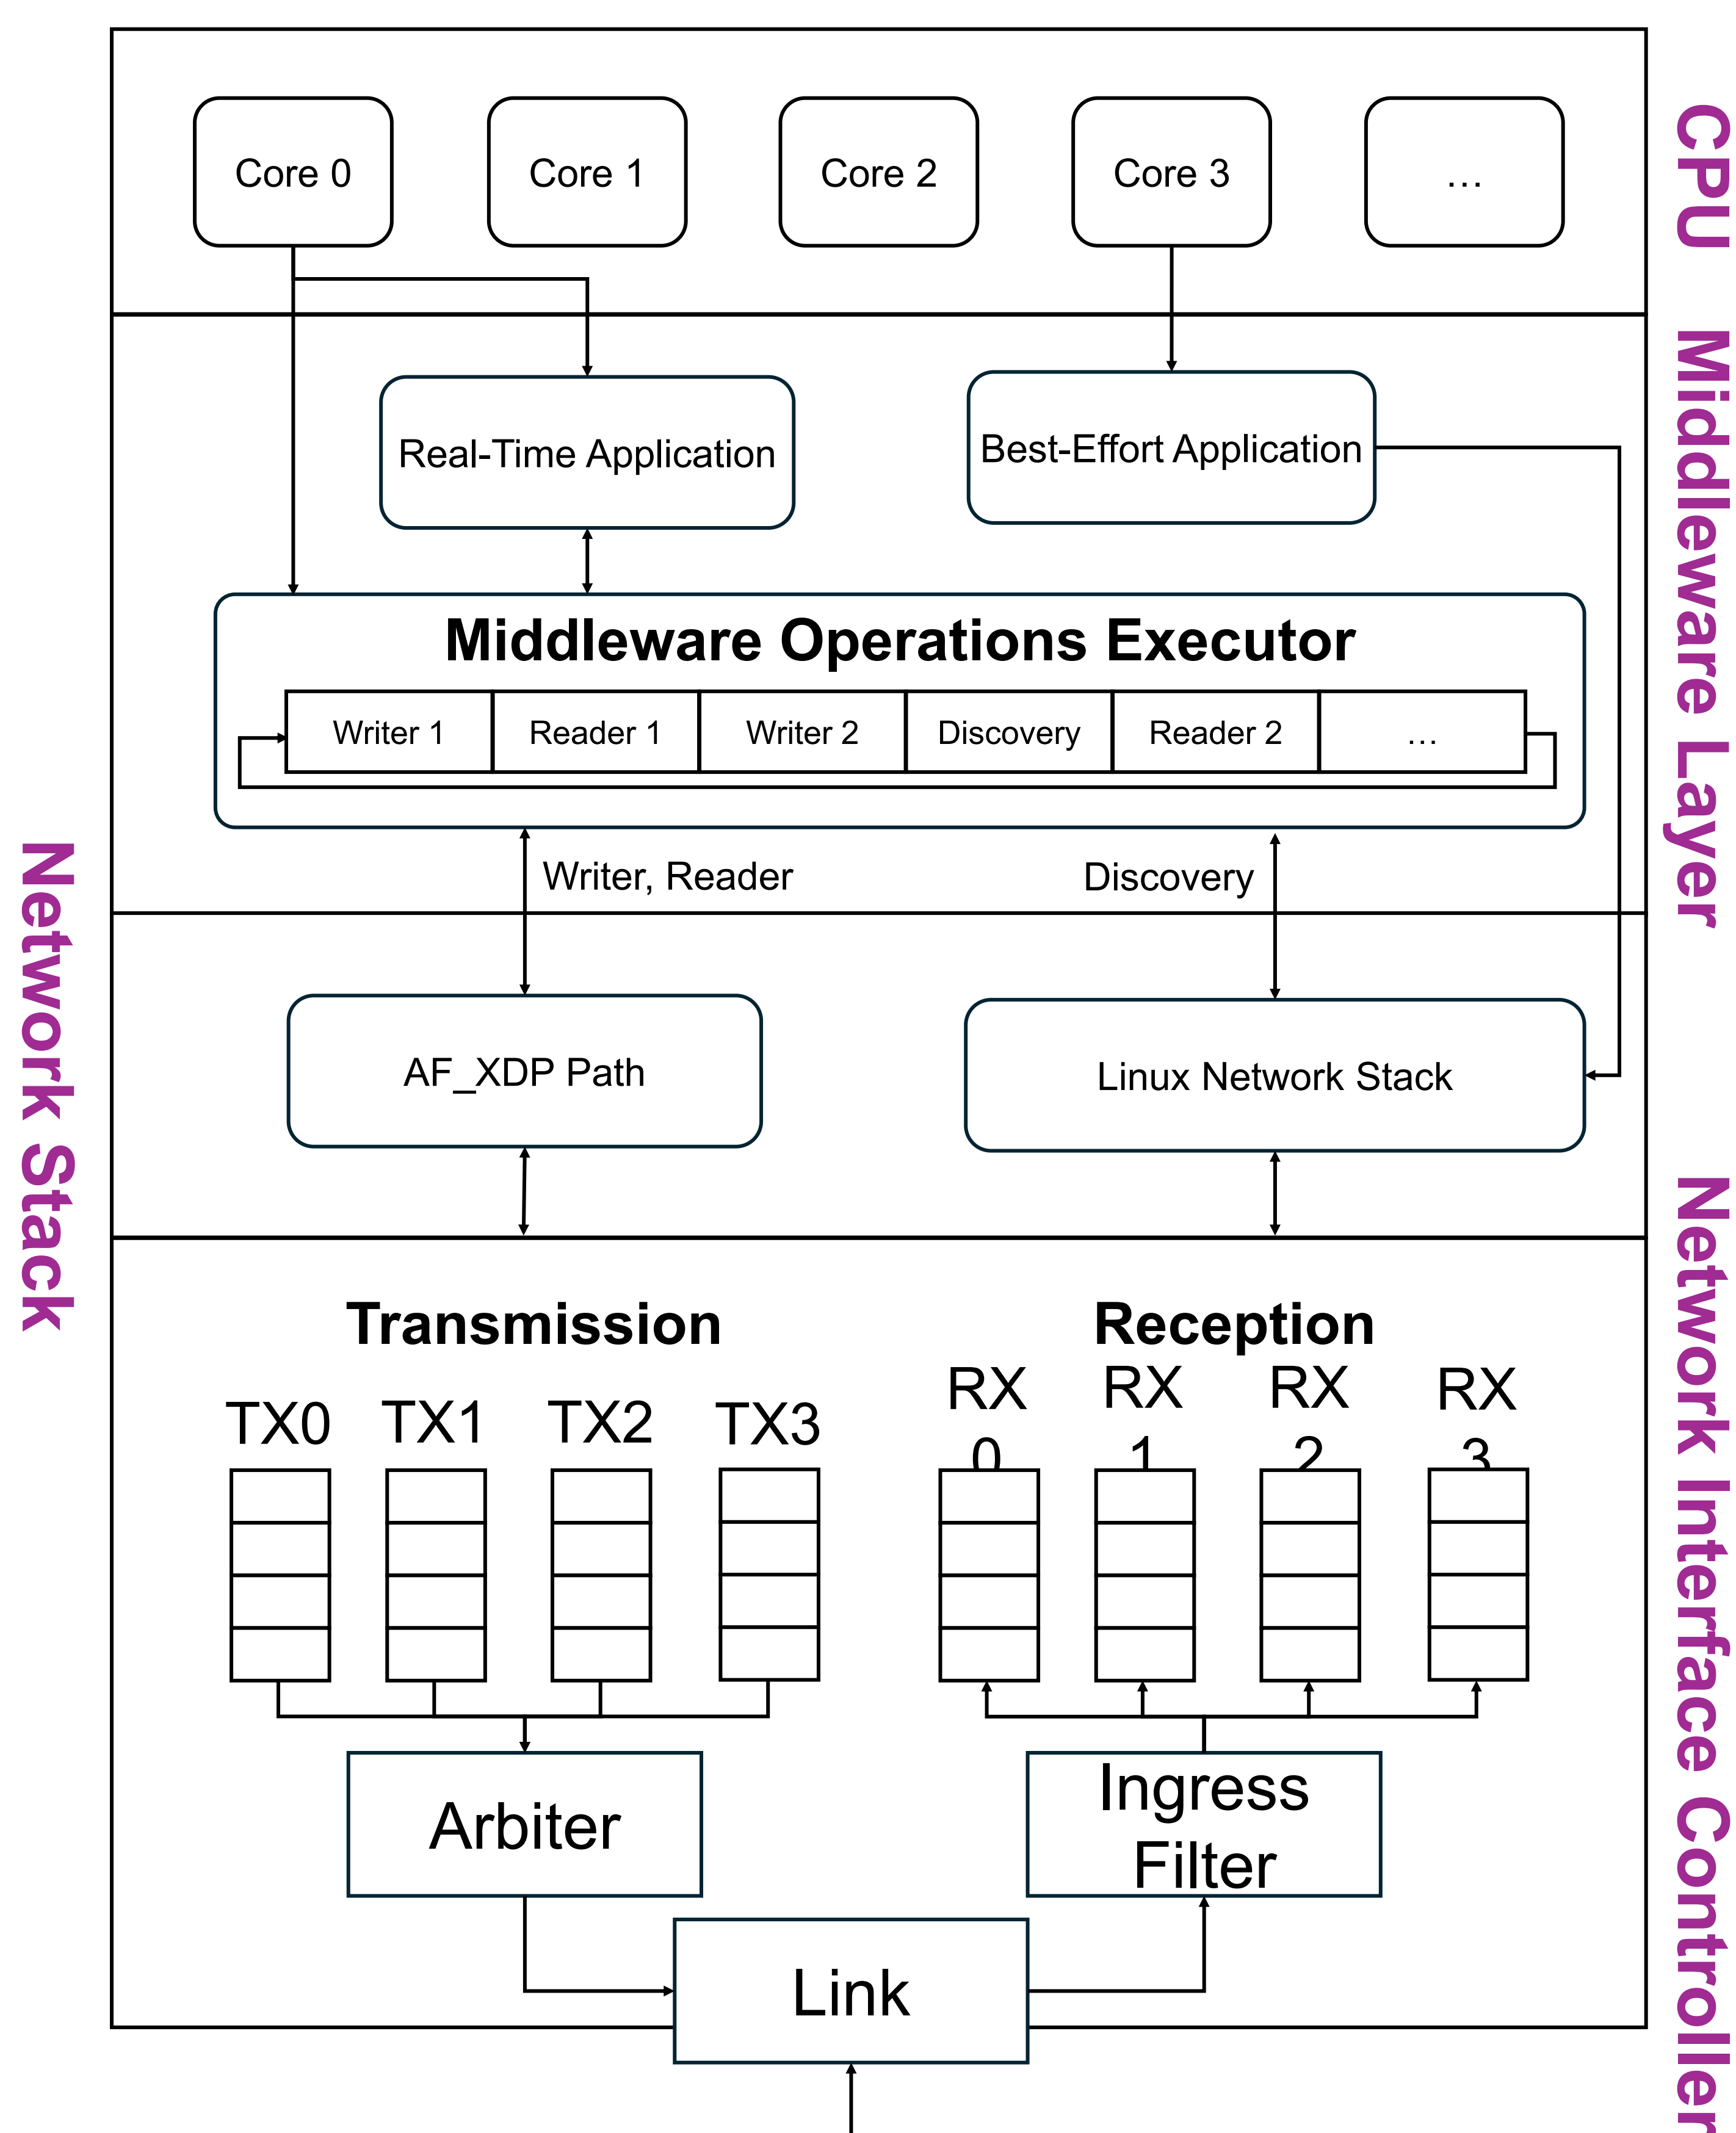 CPU
Core 0
Core 1
Core 2
Core 3
...
Middleware Layer
Real-Time Application
Best-Effort Application
Middleware Operations Executor
Writer 1
Reader 1
Writer 2
Discovery
Reader 2
...
Writer, Reader
Discovery
Network Stack
AF_XDP Path
Linux Network Stack
Network Interface Controller
Transmission
Reception
TX0
TX1
TX2
TX3
RX
0
RX
1
RX
2
RX
3
Arbiter
Ingress
Filter
Link